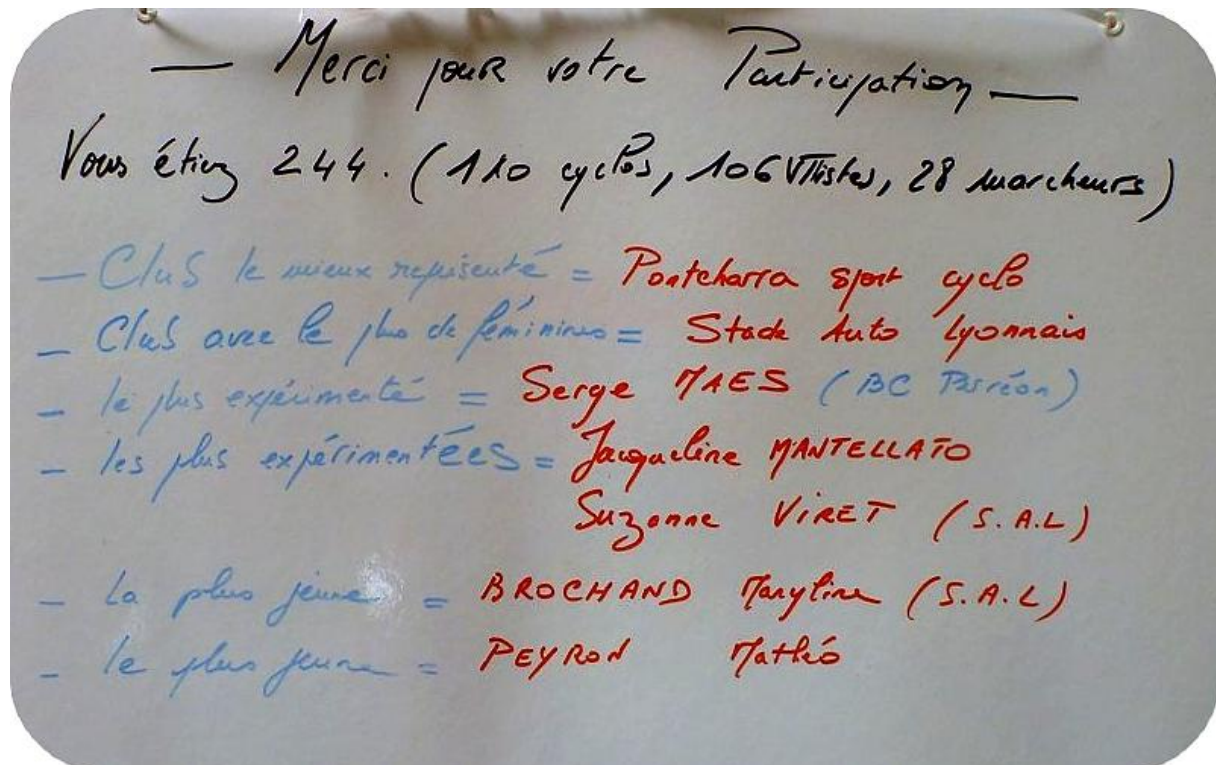 — Merci pour votre Participation —
Vous étiez 244. (110 cyclos, 106 VTTistes, 28 marcheurs)
— Club le mieux représenté = Pontcharra sport cyclo
— Club avec le plus de féminines = Stade Auto Lyonnais
— le plus expérimenté = Serge MAES (BC Parsréon)
— les plus expérimentées = Jacqueline MANTELLATO
Suzanne VIRET (S.A.L)
— La plus jeune = BROCHAND Maryline (S.A.L)
— le plus jeune = PEYRON Mathéo